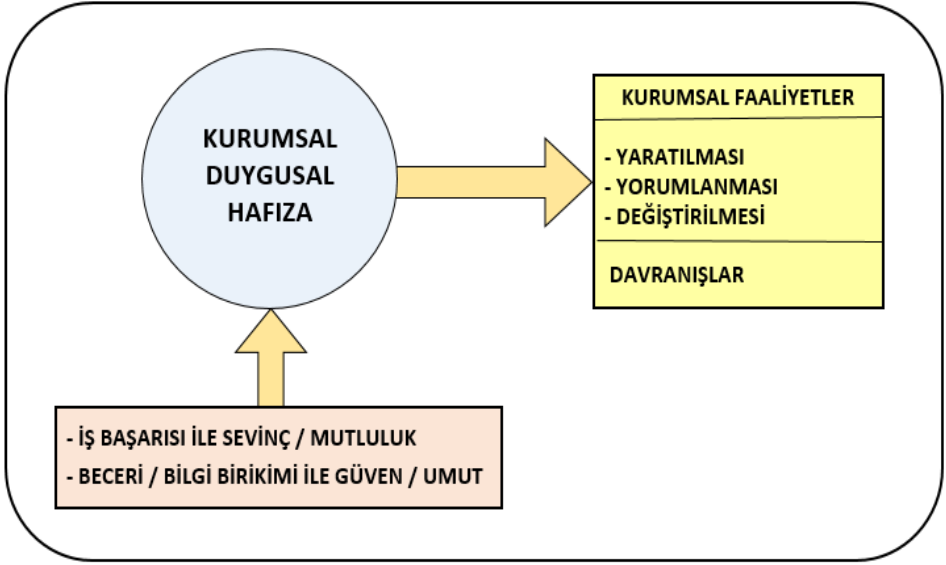 KURUMSAL
DUYGUSAL
HAFIZA
KURUMSAL FAALİYETLER
- YARATILMASI
- YORUMLANMASI
- DEĞİŞTİRİLMESİ
DAVRANIŞLAR
- İŞ BAŞARISI İLE SEVİNÇ / MUTLULUK
- BECERİ / BİLGİ BİRİKİMİ İLE GÜVEN / UMUT